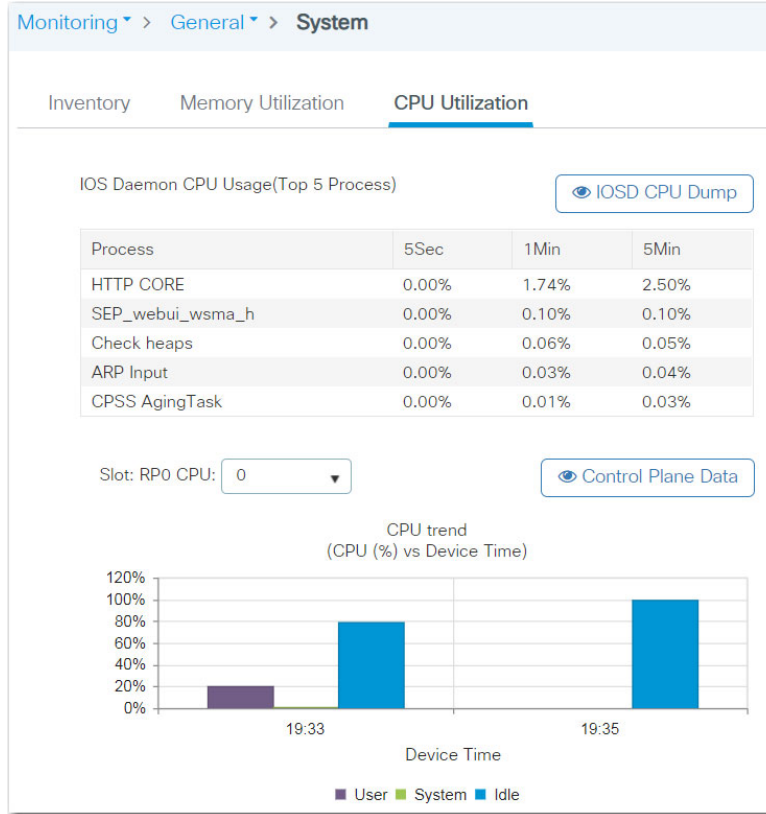 Monitoring > General > System
Inventory Memory Utilization CPU Utilization
IOS Daemon CPU Usage(Top 5 Process)
IOSD CPU Dump
Process 5Sec 1Min 5Min
HTTP CORE 0.00% 1.74% 2.50%
SEP_webui_wsma_h 0.00% 0.10% 0.10%
Check heaps 0.00% 0.06% 0.05%
ARP Input 0.00% 0.03% 0.04%
CPSS AgingTask 0.00% 0.01% 0.03%
Slot: RP0 CPU: 0
Control Plane Data
CPU trend
(CPU (%) vs Device Time)
120%
100%
80%
60%
40%
20%
0%
19:33 19:35
Device Time
User System Idle